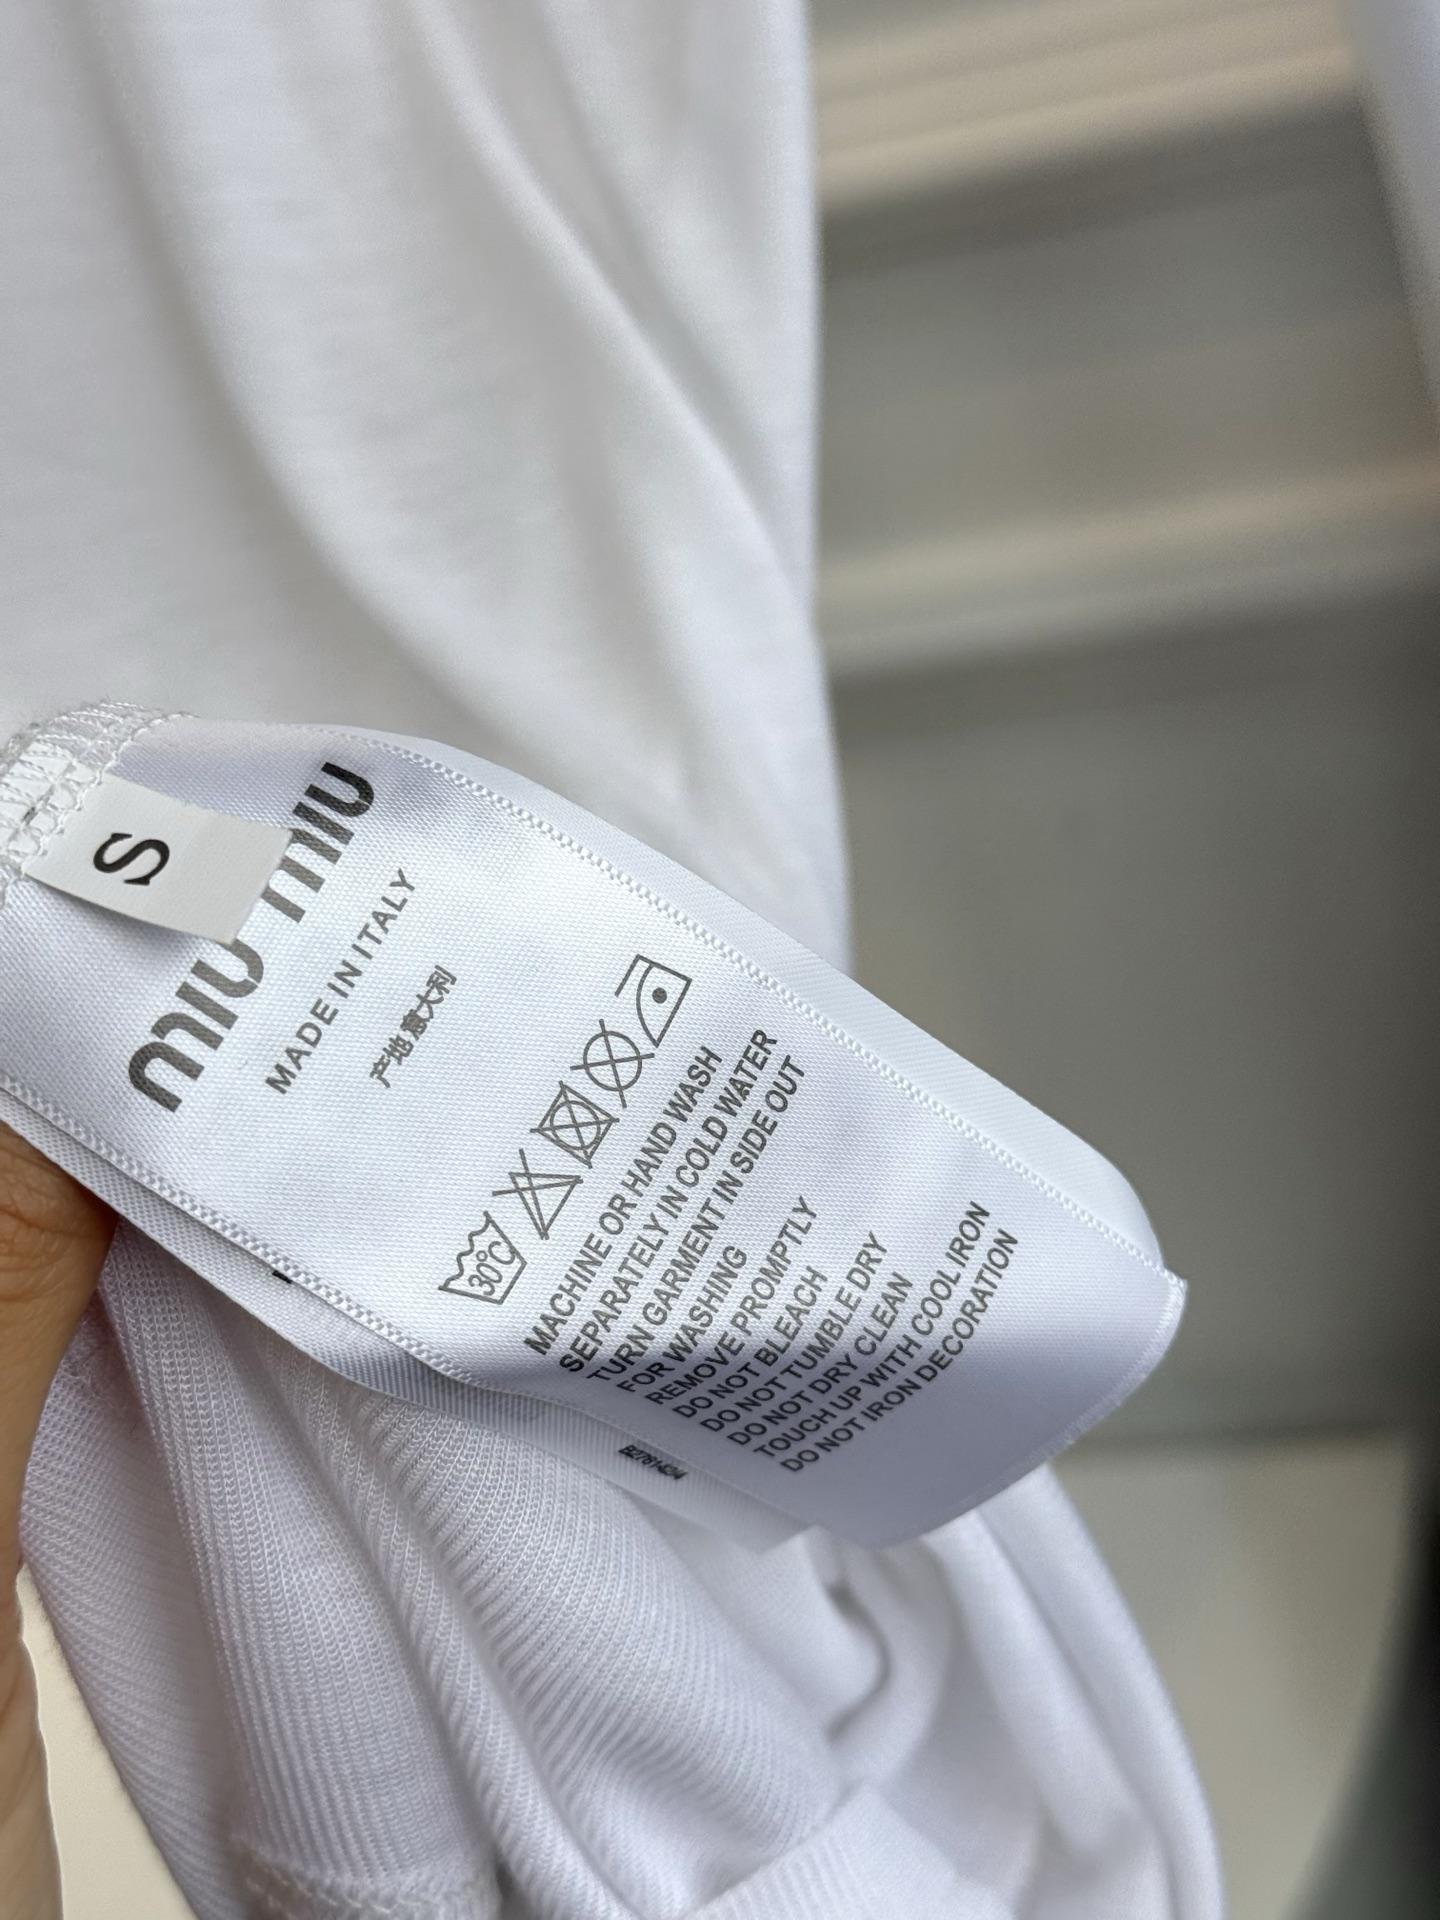 S
miu miu
MADE IN ITALY
产地 意大利
30°C
MACHINE OR HAND WASH
SEPARATELY IN COLD WATER
TURN GARMENT IN SIDE OUT
FOR WASHING
REMOVE PROMPTLY
DO NOT BLEACH
DO NOT TUMBLE DRY
DO NOT DRY CLEAN
TOUCH UP WITH COOL IRON
DO NOT IRON DECORATION